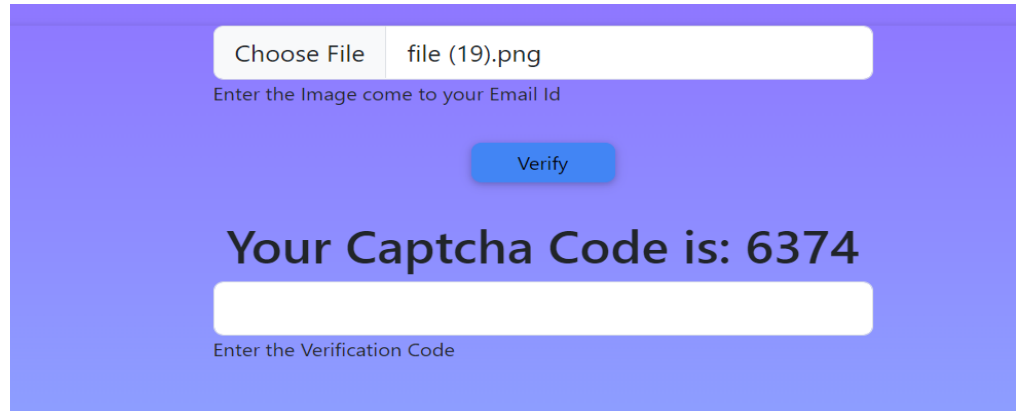 Choose File file (19).png
Enter the Image come to your Email Id
Verify
Your Captcha Code is: 6374
Enter the Verification Code